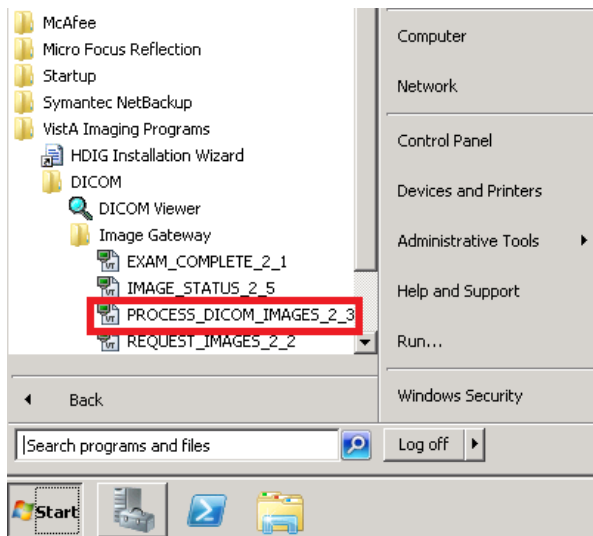 McAfee
Micro Focus Reflection
Startup
Symantec NetBackup
VistA Imaging Programs
HDIG Installation Wizard
DICOM
DICOM Viewer
Image Gateway
EXAM_COMPLETE_2_1
IMAGE_STATUS_2_5
PROCESS_DICOM_IMAGES_2_3
REQUEST_IMAGES_2_2
Back
Search programs and files
Computer
Network
Control Panel
Devices and Printers
Administrative Tools
Help and Support
Run...
Windows Security
Log off
Start